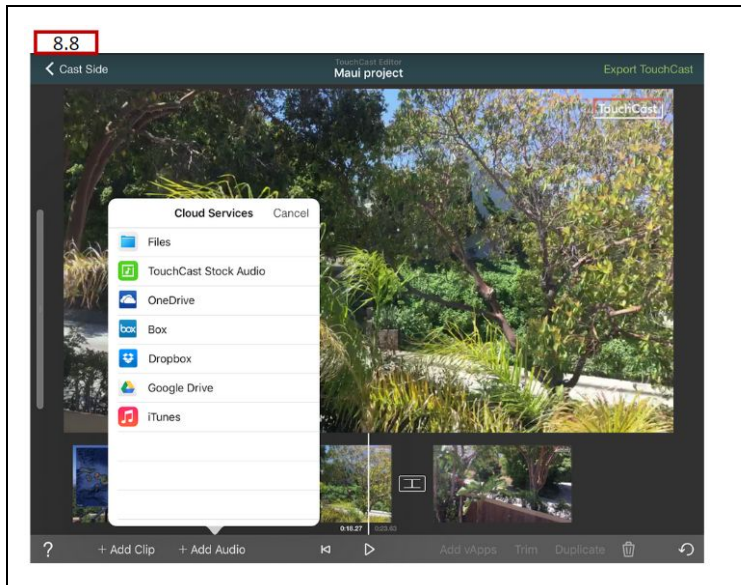 8.8
Cast Side
TouchCast Editor
Maui project
Export TouchCast
TouchCast
Cloud Services Cancel
Files
TouchCast Stock Audio
OneDrive
box Box
Dropbox
Google Drive
iTunes
0:16.27 0:23.63
? + Add Clip + Add Audio Add vApps Trim Duplicate